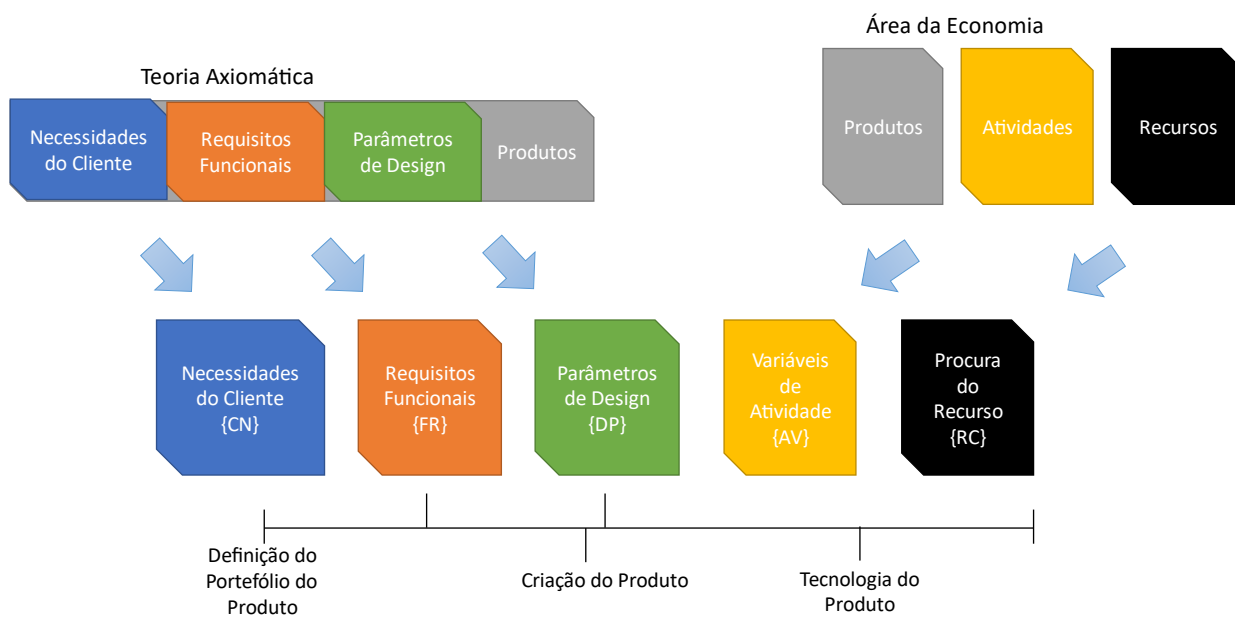 Área da Economia
Teoria Axiomática
Necessidades
do Cliente
Requisitos
Funcionais
Parâmetros
de Design
Produtos
Produtos
Atividades
Recursos
Necessidades
do Cliente
{CN}
Requisitos
Funcionais
{FR}
Parâmetros
de Design
{DP}
Variáveis
de
Atividade
{AV}
Procura
do
Recurso
{RC}
Definição do
Portefólio do
Produto
Criação do Produto
Tecnologia do
Produto